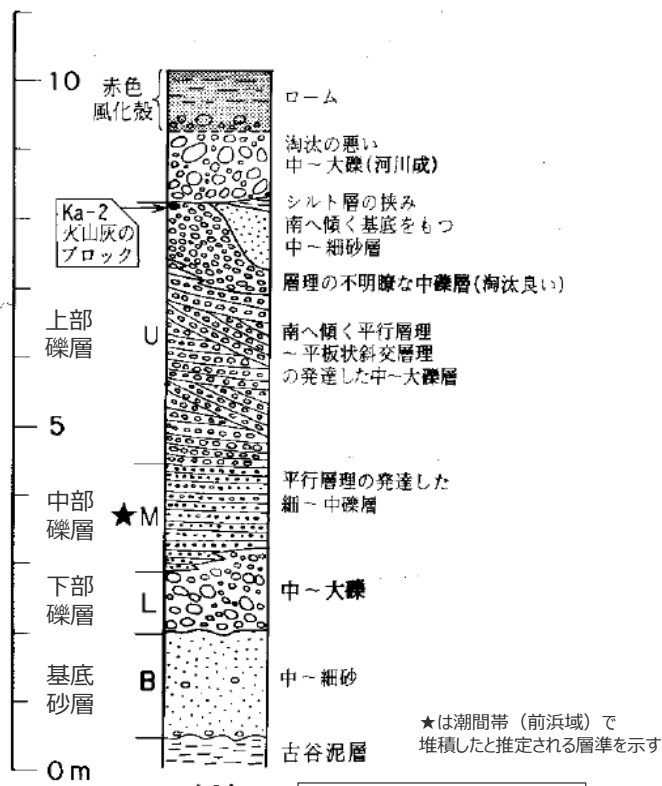 10
赤色
風化殻
ローム
淘汰の悪い
中～大礫(河川成)
シルト層の挟み
Ka-2
火山灰の
ブロック
南へ傾く基底をもつ
中～細砂層
層理の不明瞭な中礫層(淘汰良い)
上部
礫層
U
南へ傾く平行層理
～平板状斜交層理
の発達した中～大礫層
5
中部
礫層
★M
平行層理の発達した
細～中礫層
下部
礫層
L
中～大礫
基底
砂層
B
中～細砂
★は潮間帯（前浜域）で
堆積したと推定される層準を示す
古谷泥層
0m